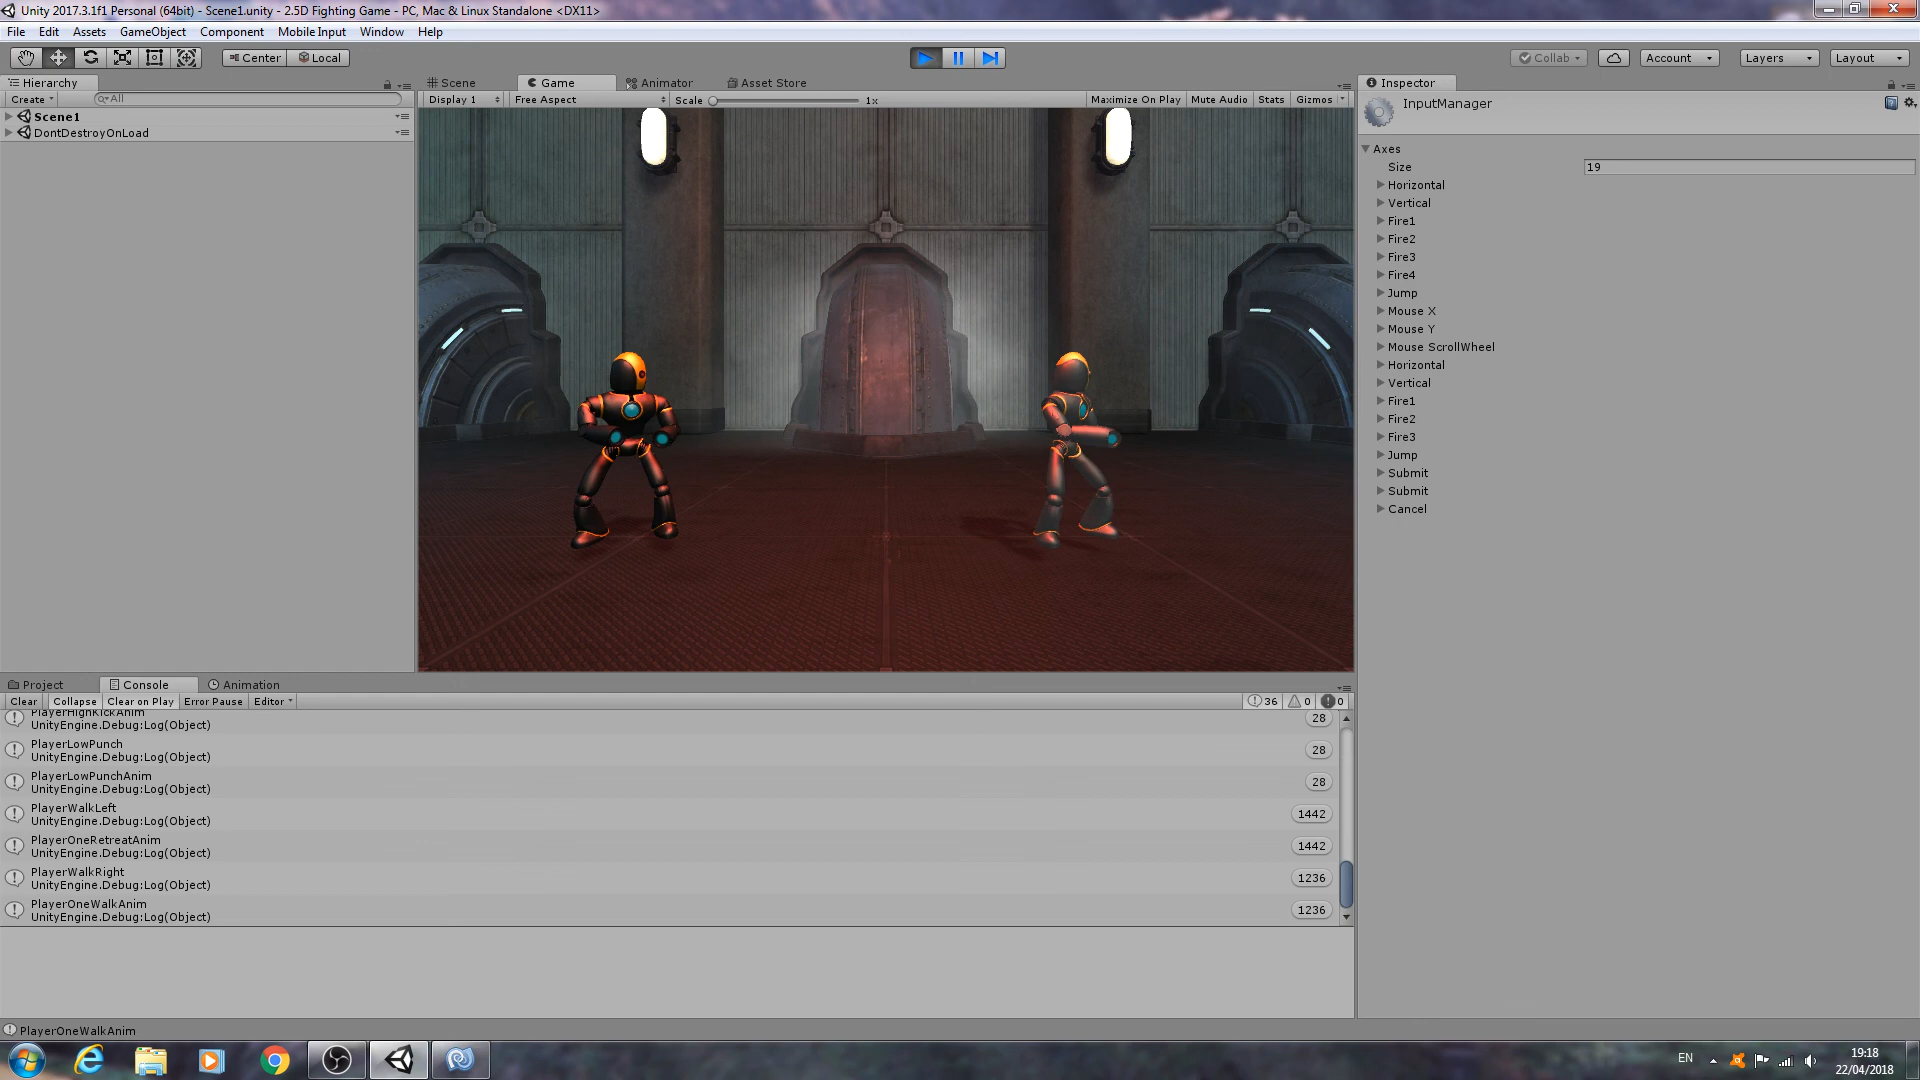 Unity 2017.3.1f1 Personal (64bit) - Scene1.unity - 2.5D Fighting Game - PC, Mac & Linux Standalone <DX11>
File Edit Assets GameObject Component Mobile Input Window Help
Center Local
Collab Account Layers Layout
Hierarchy
Create All
Scene1
DontDestroyOnLoad
Scene Game Animator Asset Store
Display 1 Free Aspect Scale 1x Maximize On Play Mute Audio Stats Gizmos
Inspector
InputManager
Axes
Size 19
Horizontal
Vertical
Fire1
Fire2
Fire3
Fire4
Jump
Mouse X
Mouse Y
Mouse ScrollWheel
Horizontal
Vertical
Fire1
Fire2
Fire3
Jump
Submit
Submit
Cancel
Project Console Animation
Clear Collapse Clear on Play Error Pause Editor 36 0 0
PlayerHighKickAnim
UnityEngine.Debug:Log(Object) 28
PlayerLowPunch
UnityEngine.Debug:Log(Object) 28
PlayerLowPunchAnim
UnityEngine.Debug:Log(Object) 28
PlayerWalkLeft
UnityEngine.Debug:Log(Object) 1442
PlayerOneRetreatAnim
UnityEngine.Debug:Log(Object) 1442
PlayerWalkRight
UnityEngine.Debug:Log(Object) 1236
PlayerOneWalkAnim
UnityEngine.Debug:Log(Object) 1236
PlayerOneWalkAnim
EN 19:18
22/04/2018